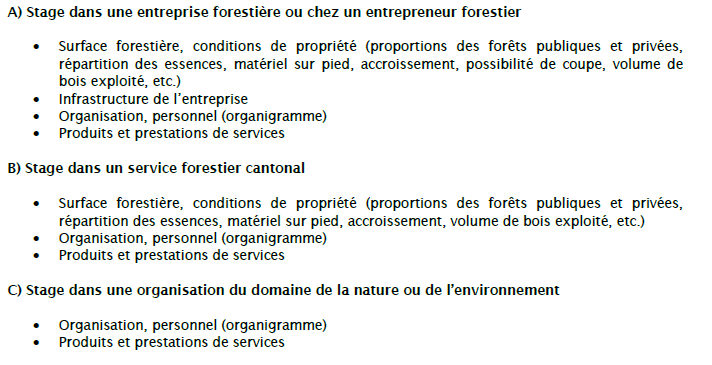 A) Stage dans une entreprise forestière ou chez un entrepreneur forestier
• Surface forestière, conditions de propriété (proportions des forêts publiques et privées,
répartition des essences, matériel sur pied, accroissement, possibilité de coupe, volume de
bois exploité, etc.)
• Infrastructure de l'entreprise
• Organisation, personnel (organigramme)
• Produits et prestations de services
B) Stage dans un service forestier cantonal
• Surface forestière, conditions de propriété (proportions des forêts publiques et privées,
répartition des essences, matériel sur pied, accroissement, volume de bois exploité, etc.)
• Organisation, personnel (organigramme)
• Produits et prestations de services
C) Stage dans une organisation du domaine de la nature ou de l'environnement
• Organisation, personnel (organigramme)
• Produits et prestations de services